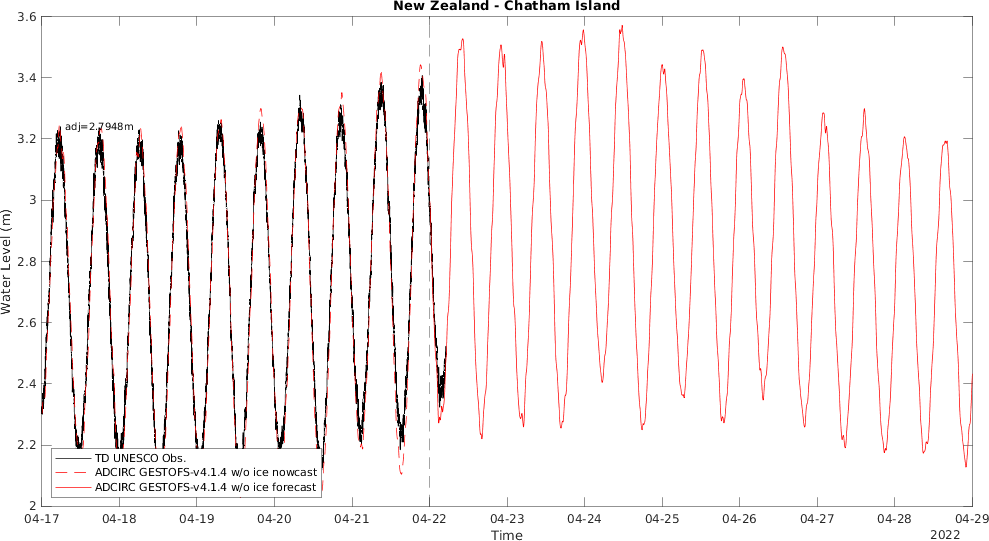 New Zealand - Chatham Island
3.6
3.4
adj=2.7948m
3.2
3
Water Level (m)
2.8
2.6
2.4
2.2
TD UNESCO Obs.
ADCIRC GESTOFS-v4.1.4 w/o ice nowcast
ADCIRC GESTOFS-v4.1.4 w/o ice forecast
2
04-17 04-18 04-19 04-20 04-21 04-22 04-23 04-24 04-25 04-26 04-27 04-28 04-29
Time
2022